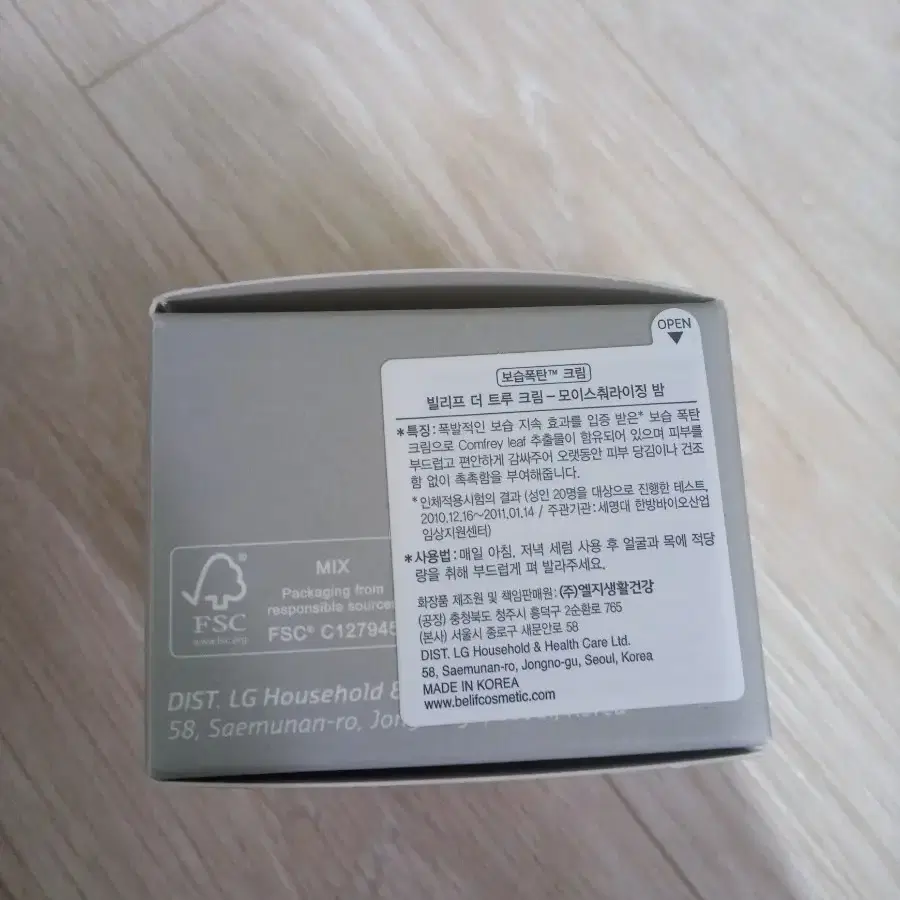 OPEN
보습폭탄™ 크림
빌리프 더 트루 크림 – 모이스춰라이징 밤
*특징: 폭발적인 보습 지속 효과를 입증 받은* 보습 폭탄
크림으로 Comfrey leaf 추출물이 함유되어 있으며 피부를
부드럽고 편안하게 감싸주어 오랫동안 피부 당김이나 건조
함 없이 촉촉함을 부여해줍니다.
*인체적용시험의 결과 (성인 20명을 대상으로 진행한 테스트,
2010.12.16~2011.01.14 / 주관기관: 세명대 한방바이오산업
임상지원센터)
*사용법: 매일 아침, 저녁 세럼 사용 후 얼굴과 목에 적당
량을 취해 부드럽게 펴 발라주세요.
화장품 제조원 및 책임판매원: (주)엘지생활건강
(공장) 충청북도 청주시 흥덕구 2순환로 765
(본사) 서울시 종로구 새문안로 58
DIST. LG Household & Health Care Ltd.
58, Saemunan-ro, Jongno-gu, Seoul, Korea
MADE IN KOREA
www.belifcosmetic.com
FSC
www.fsc.org
MIX
Packaging from
responsible sources
FSC® C127945
DIST. LG Household &
58, Saemunan-ro, Jon